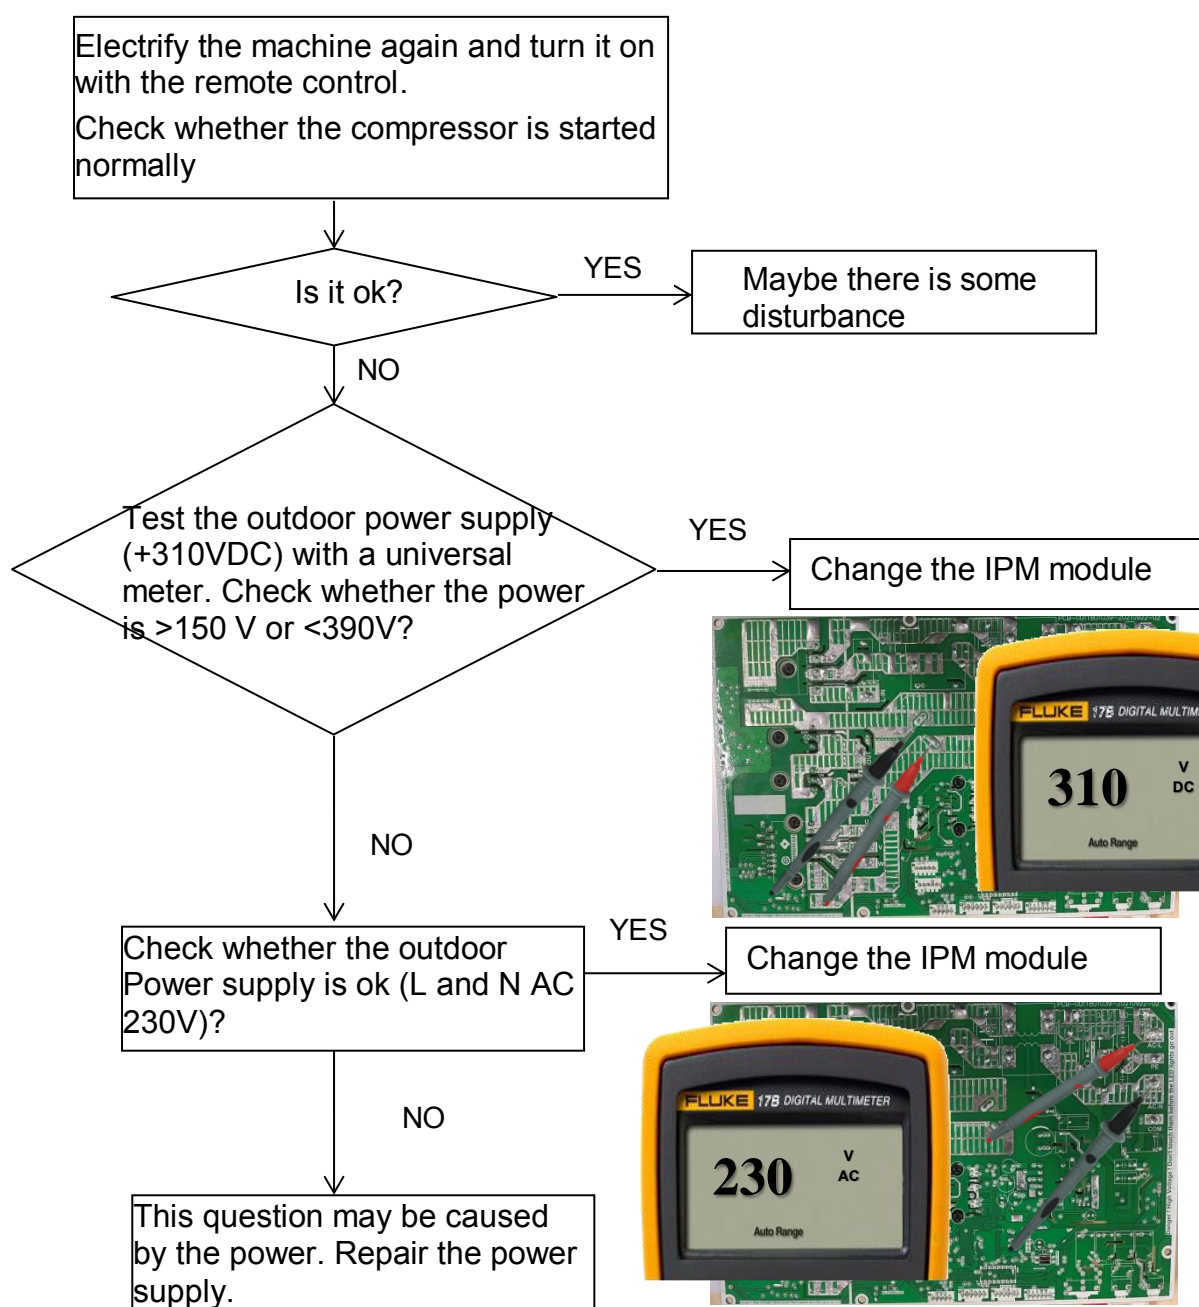 Electrify the machine again and turn it on
with the remote control.
Check whether the compressor is started
normally
Is it ok?
YES
Maybe there is some
disturbance
NO
Test the outdoor power supply
(+310VDC) with a universal
meter. Check whether the power
is >150 V or <390V?
YES
Change the IPM module
FLUKE 17B DIGITAL MULTIM
310
V
DC
Auto Range
NO
Check whether the outdoor
Power supply is ok (L and N AC
230V)?
YES
Change the IPM module
AC-L
PE
AC-N
COM
FLUKE 17B DIGITAL MULTIMETER
230
V
AC
Auto Range
NO
This question may be caused
by the power. Repair the power
supply.